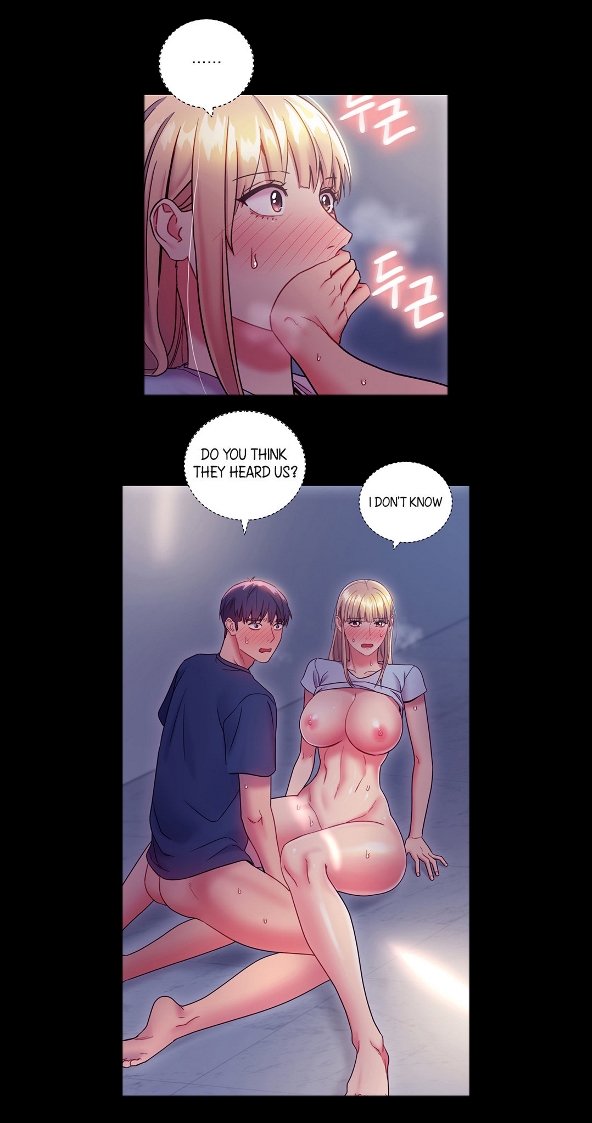 ......
두근
두근
DO YOU THINK
THEY HEARD US?
I DON'T KNOW